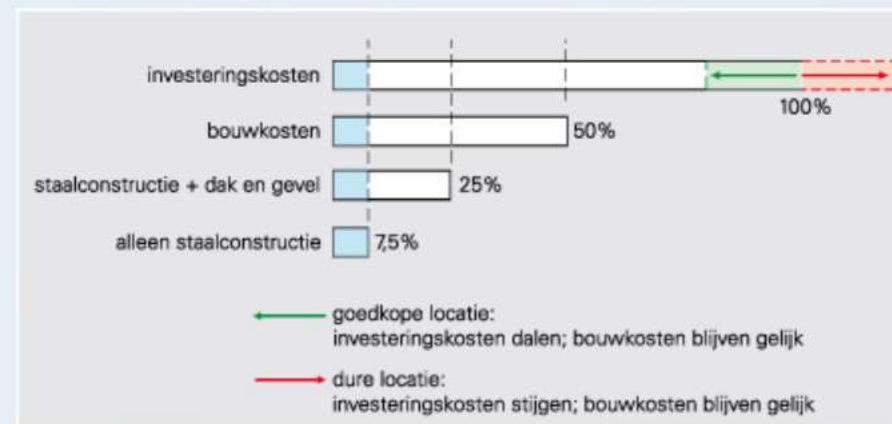 investeringskosten
100%
bouwkosten 50%
staalconstructie + dak en gevel 25%
alleen staalconstructie 7,5%
goedkope locatie:
investeringskosten dalen; bouwkosten blijven gelijk
dure locatie:
investeringskosten stijgen; bouwkosten blijven gelijk